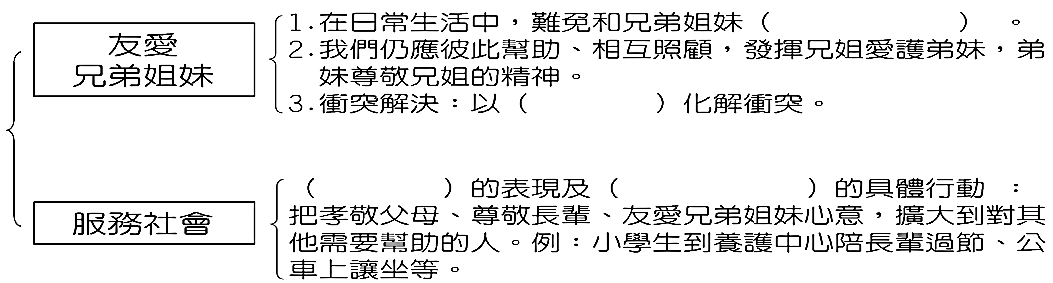 友愛
兄弟姐妹
1.在日常生活中，難免和兄弟姐妹（　　　　　　　）。
2.我們仍應彼此幫助、相互照顧，發揮兄姐愛護弟妹，弟
妹尊敬兄姐的精神。
3.衝突解決：以（　　　　　）化解衝突。
服務社會
（　　　　　）的表現及（　　　　　　　）的具體行動：
把孝敬父母、尊敬長輩、友愛兄弟姐妹心意，擴大到對其
他需要幫助的人。例：小學生到養護中心陪長輩過節、公
車上讓坐等。